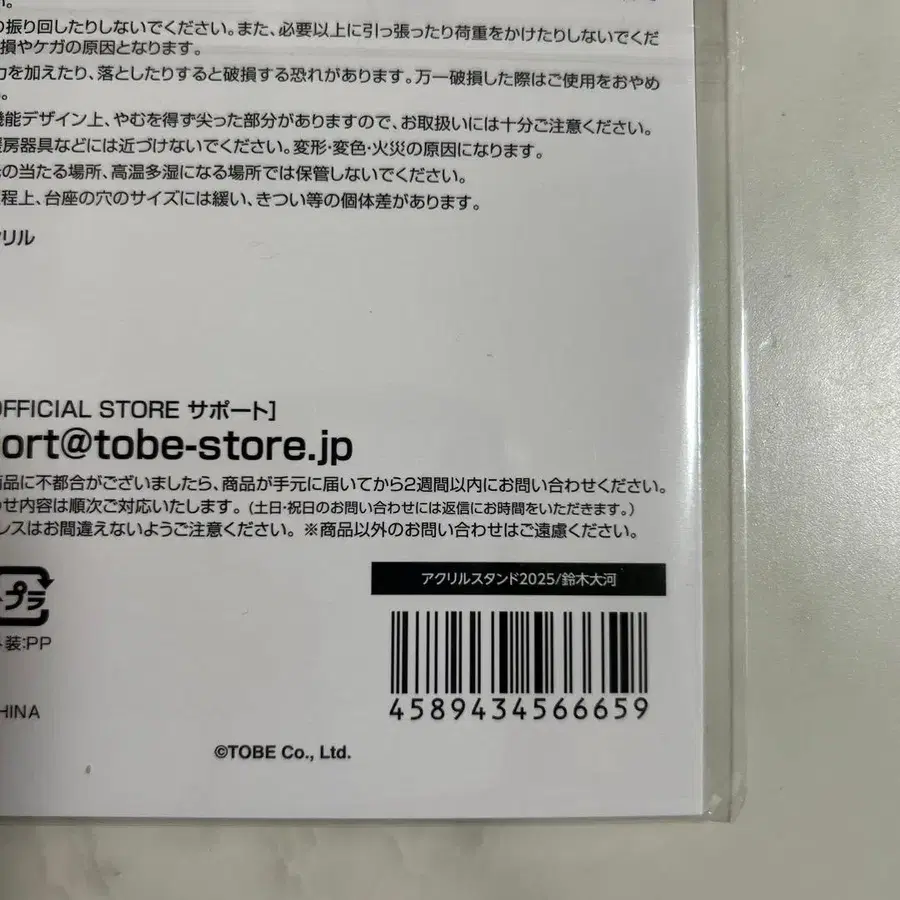 の振り回したりしないでください。また、必要以上に引っ張ったり荷重をかけたりしないでくだ
損やケガの原因となります。
力を加えたり、落としたりすると破損する恐れがあります。万一破損した際はご使用をおやめ
機能デザイン上、やむを得ず尖った部分がありますので、お取扱いには十分ご注意ください。
房器具などには近づけないでください。変形・変色・火災の原因になります。
の当たる場所、高温多湿になる場所では保管しないでください。
程上、台座の穴のサイズには緩い、きつい等の個体差があります。
リル
OFFICIAL STORE サポート]
ort@tobe-store.jp
商品に不都合がございましたら、商品が手元に届いてから2週間以内にお問い合わせください。
わせ内容は順次ご対応いたします。(土日・祝日のお問い合わせには返信にお時間をいただきます。)
レスはお間違えないようご注意ください。※商品以外のお問い合わせはご遠慮ください。
アクリルスタンド2025/鈴木大河
プラ
装:PP
4589434566659
HINA
©TOBE Co., Ltd.